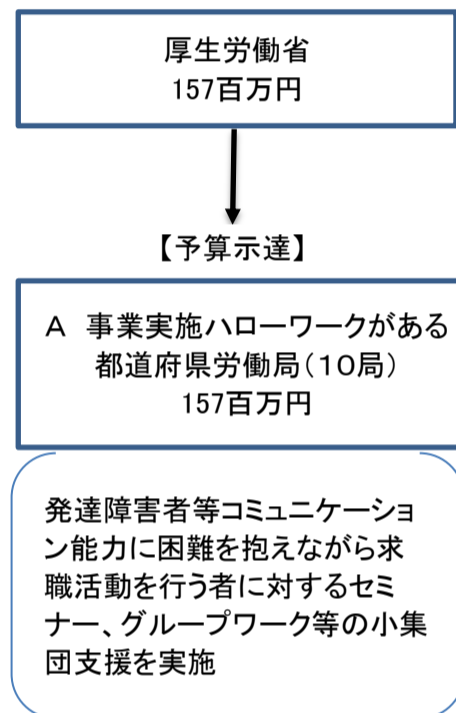 厚生労働省
157百万円
【予算示達】
A 事業実施ハローワークがある
都道府県労働局(10局)
157百万円
発達障害者等コミュニケーショ
ン能力に困難を抱えながら求
職活動を行う者に対するセミ
ナー、グループワーク等の小集
団支援を実施